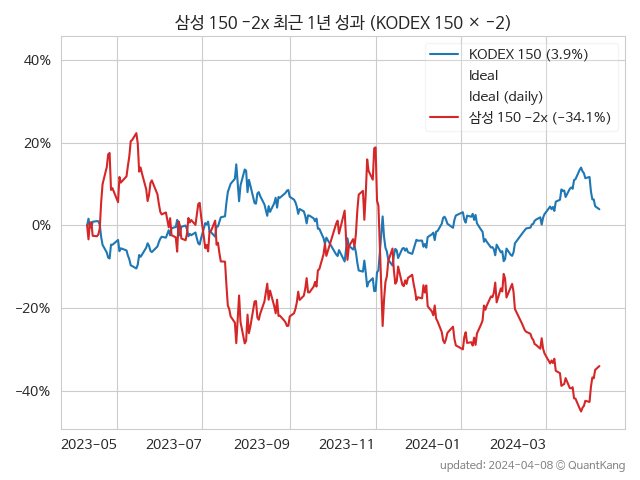 삼성 150 -2x 최근 1년 성과 (KODEX 150 × -2)
KODEX 150 (3.9%)
Ideal
Ideal (daily)
삼성 150 -2x (-34.1%)
40%
20%
0%
-20%
-40%
2023-05 2023-07 2023-09 2023-11 2024-01 2024-03
updated: 2024-04-08 © QuantKang